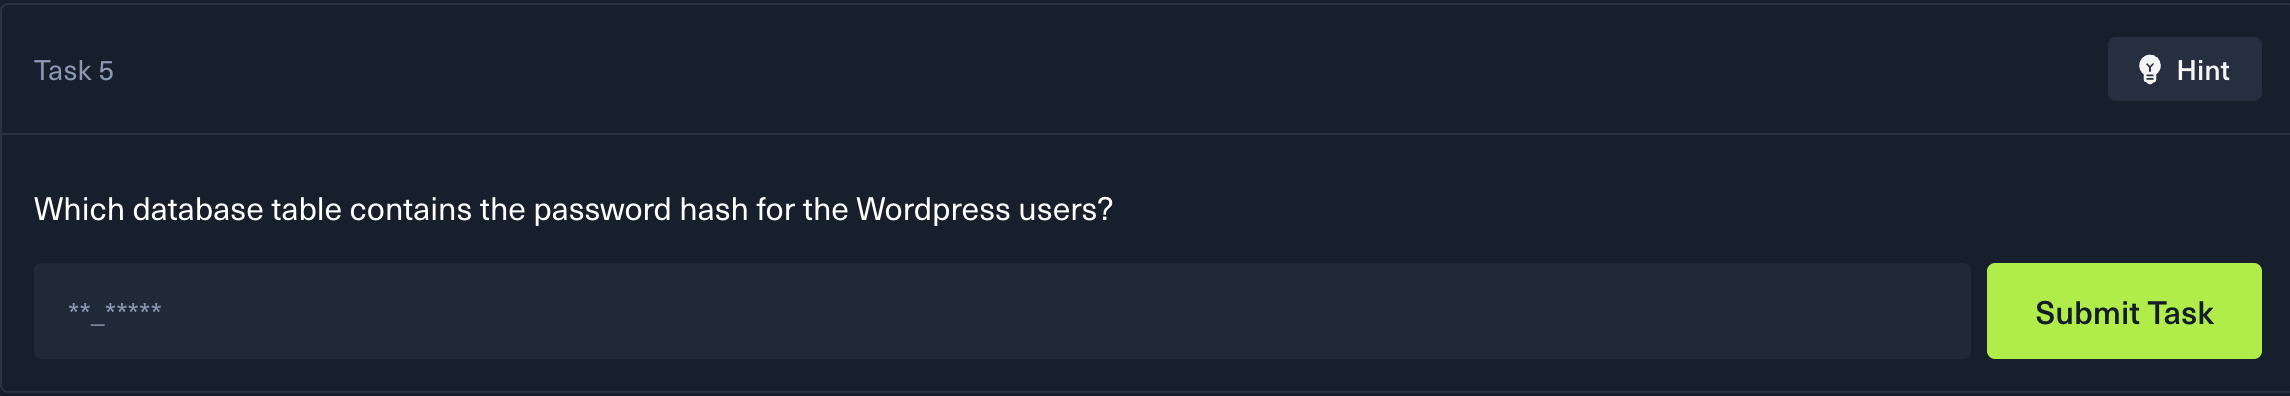 Task 5
Hint
Which database table contains the password hash for the Wordpress users?
**_*****
Submit Task